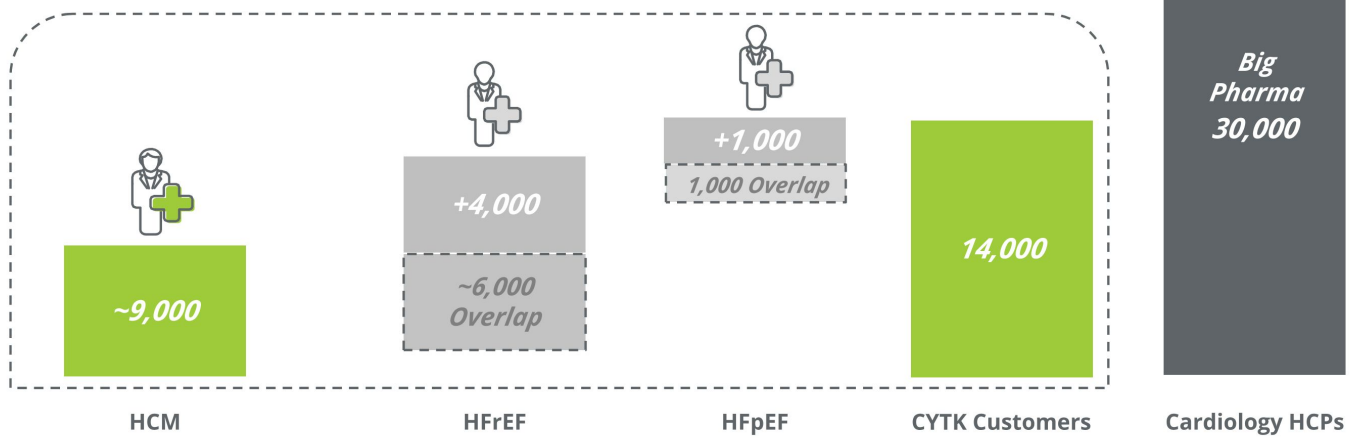 ~9,000
+4,000
~6,000
Overlap
+1,000
1,000 Overlap
14,000
Big
Pharma
30,000
HCM
HFrEF
HFpEF
CYTK Customers
Cardiology HCPs